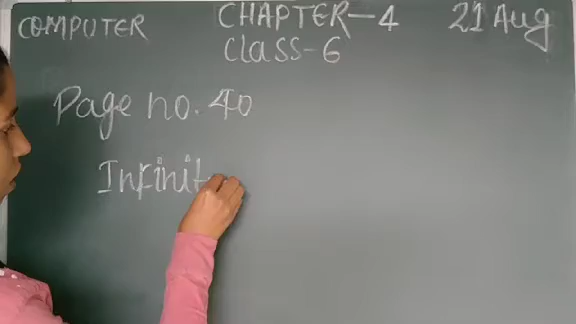 COMPUTER CHAPTER-4 21 Aug
Class-6
Page no. 40
Infinit